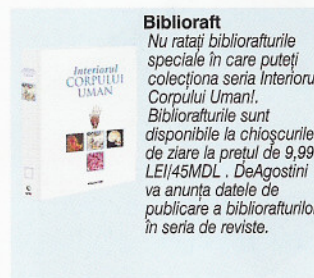 Biblioraft
Nu ratați bibliorafturile
speciale în care puteți
colecționa seria Interioru
Corpului Uman!.
Bibliorafturile sunt
disponibile la chioșcurile
de ziare la prețul de 9,99
LEI/45MDL . DeAgostini
va anunța datele de
publicare a bibliorafturilo
în seria de reviste.
Interiorul
CORPULUI
UMAN